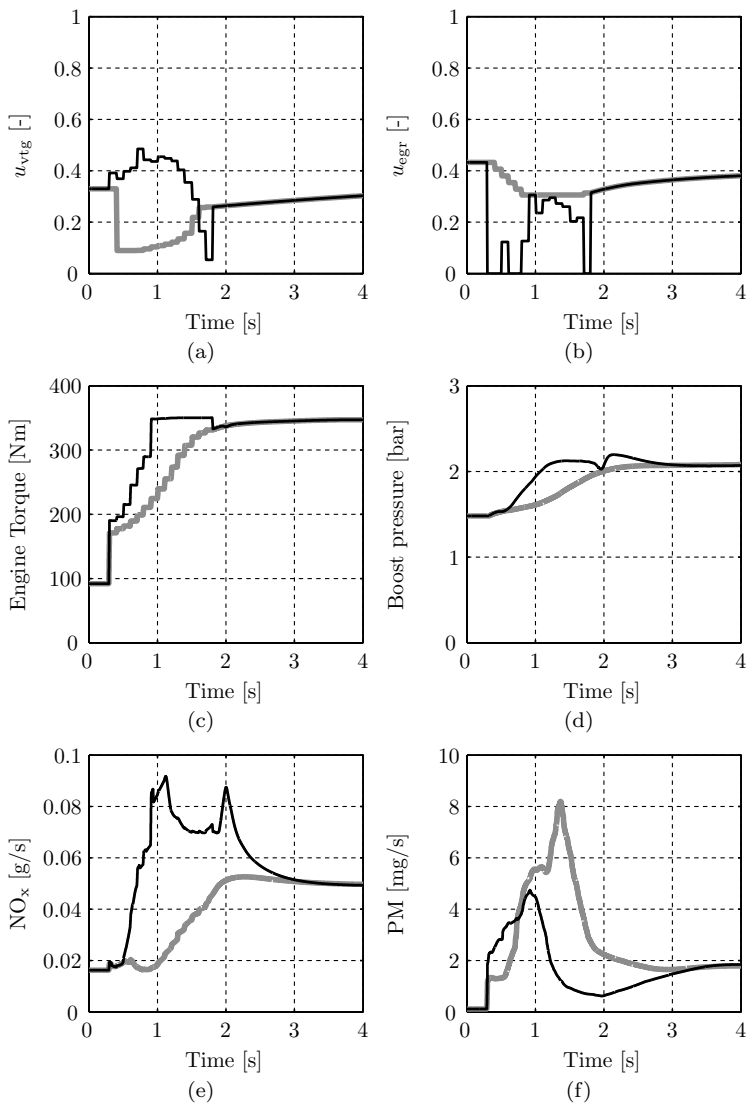 1 1
0.8 0.8
0.6 0.6
u_vtg [-] u_egr [-]
0.4 0.4
0.2 0.2
0 0
0 1 2 3 4 0 1 2 3 4
Time [s] Time [s]
(a) (b)
400 3
300 2
Engine Torque [Nm] Boost pressure [bar]
200 1
100
0 0
0 1 2 3 4 0 1 2 3 4
Time [s] Time [s]
(c) (d)
0.1 10
0.08 8
0.06 6
NOx [g/s] PM [mg/s]
0.04 4
0.02 2
0 0
0 1 2 3 4 0 1 2 3 4
Time [s] Time [s]
(e) (f)